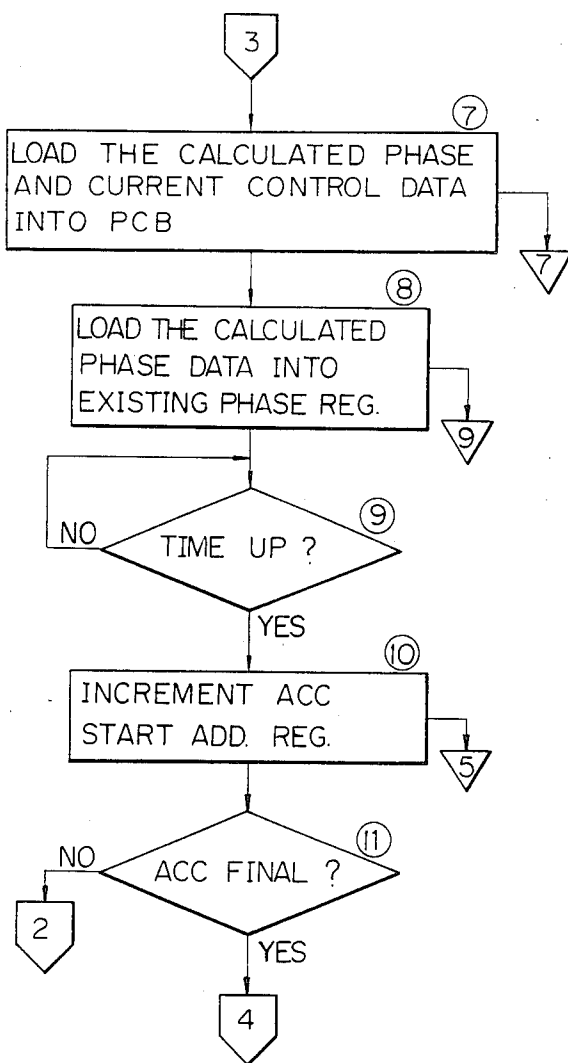 3
7
LOAD THE CALCULATED PHASE
AND CURRENT CONTROL DATA
INTO PCB
7
8
LOAD THE CALCULATED
PHASE DATA INTO
EXISTING PHASE REG.
9
9
NO
TIME UP ?
YES
10
INCREMENT ACC
START ADD. REG.
5
11
NO
ACC FINAL ?
2
YES
4